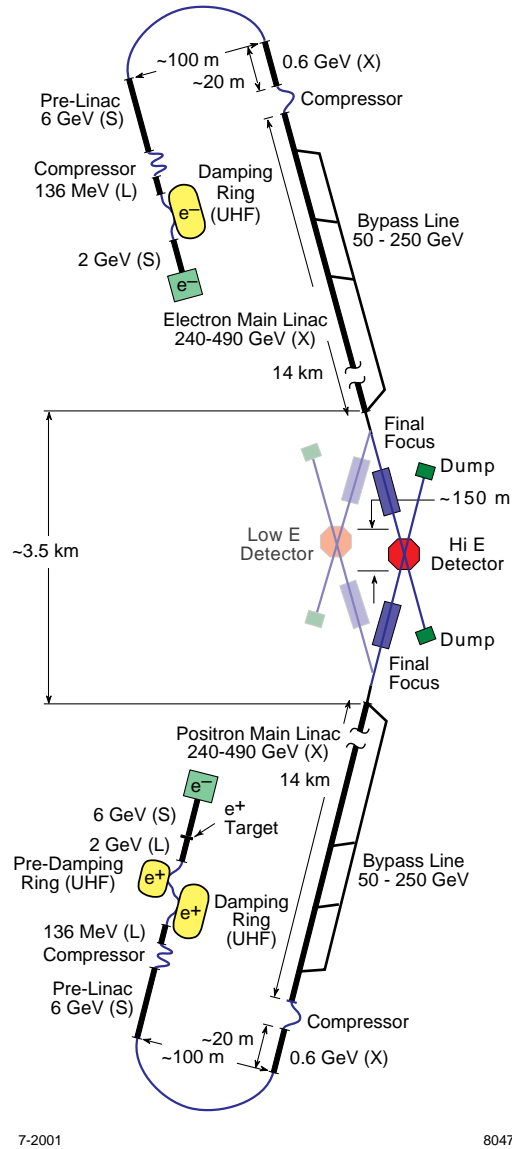 ~100 m
0.6 GeV (X)
~20 m
Pre-Linac
6 GeV (S)
Compressor
Compressor
136 MeV (L)
Damping
Ring
(UHF)
e–
Bypass Line
50 - 250 GeV
2 GeV (S)
e–
Electron Main Linac
240-490 GeV (X)
14 km
Final
Focus
Dump
~150 m
Low E
Detector
Hi E
Detector
~3.5 km
Dump
Final
Focus
Positron Main Linac
240-490 GeV (X)
14 km
e–
6 GeV (S)
e+
Target
2 GeV (L)
Pre-Damping
Ring (UHF)
e+
e+
Damping
Ring
(UHF)
Bypass Line
50 - 250 GeV
136 MeV (L)
Compressor
Pre-Linac
6 GeV (S)
Compressor
~20 m
~100 m
0.6 GeV (X)
7-2001
8047